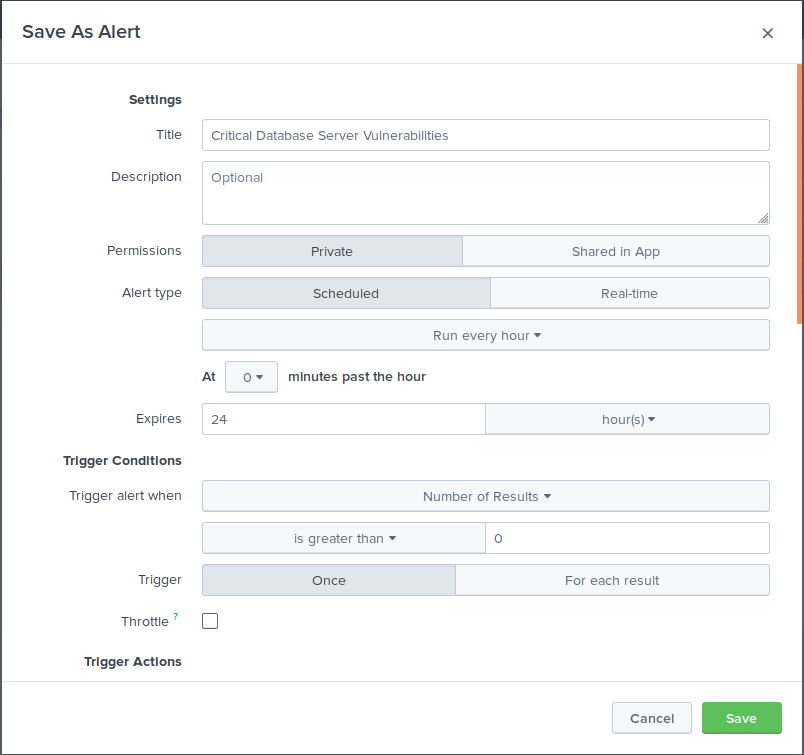 Save As Alert ×
Settings
Title Critical Database Server Vulnerabilities
Description Optional
Permissions Private Shared in App
Alert type Scheduled Real-time
Run every hour
At 0 minutes past the hour
Expires 24 hour(s)
Trigger Conditions
Trigger alert when Number of Results
is greater than 0
Trigger Once For each result
Throttle ?
Trigger Actions
Cancel Save